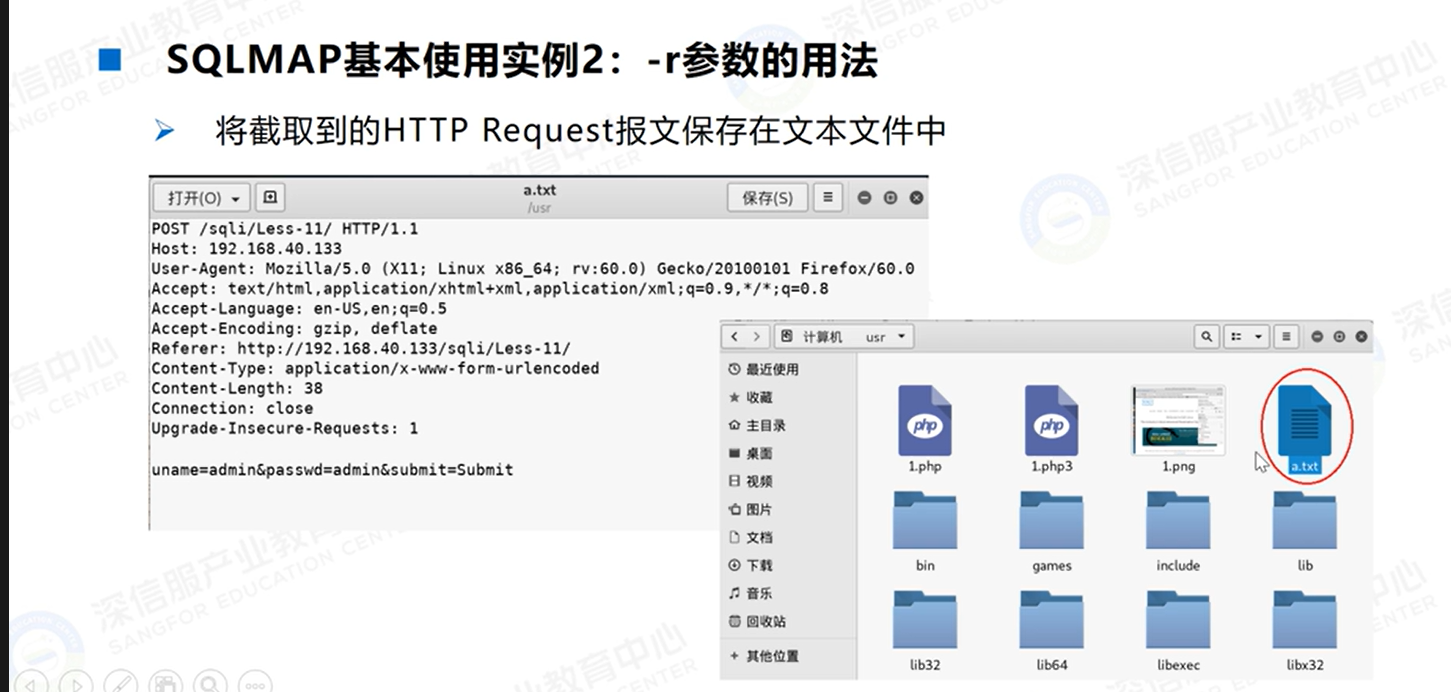 SQLMAP基本使用实例2：-r参数的用法
将截取到的HTTP Request报文保存在文本文件中
打开(O)
a.txt
/usr
保存(S)
POST /sqli/Less-11/ HTTP/1.1
Host: 192.168.40.133
User-Agent: Mozilla/5.0 (X11; Linux x86_64; rv:60.0) Gecko/20100101 Firefox/60.0
Accept: text/html,application/xhtml+xml,application/xml;q=0.9,*/*;q=0.8
Accept-Language: en-US,en;q=0.5
Accept-Encoding: gzip, deflate
Referer: http://192.168.40.133/sqli/Less-11/
Content-Type: application/x-www-form-urlencoded
Content-Length: 38
Connection: close
Upgrade-Insecure-Requests: 1
uname=admin&passwd=admin&submit=Submit
计算机 usr
最近使用
收藏
主目录
桌面
视频
图片
文档
下载
音乐
回收站
其他位置
php php
1.php 1.php3 1.png a.txt
bin games include lib
lib32 lib64 libexec libx32
深信服产业教育中心
SANGFOR EDUCATION CENTER